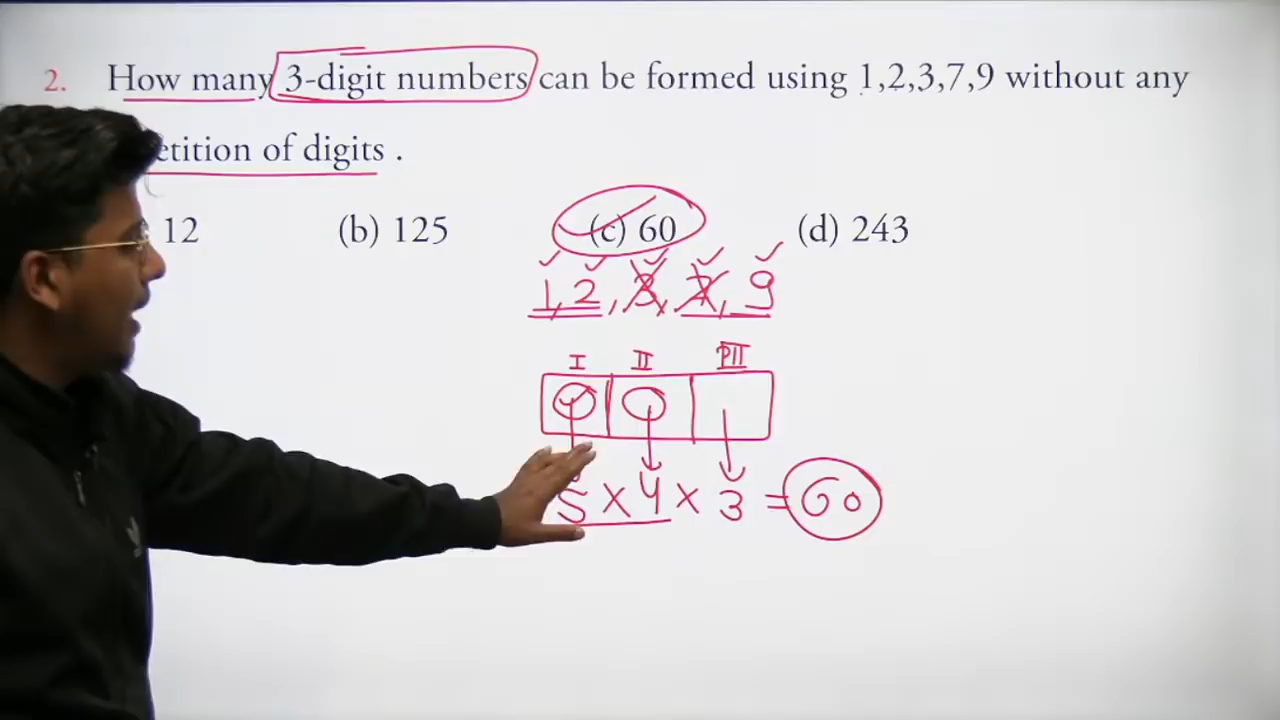 2. How many 3-digit numbers can be formed using 1,2,3,7,9 without any
etition of digits .
12 (b) 125 (c) 60 (d) 243
1, 2, 3, 7, 9
I II III
5 x 4 x 3 = 60